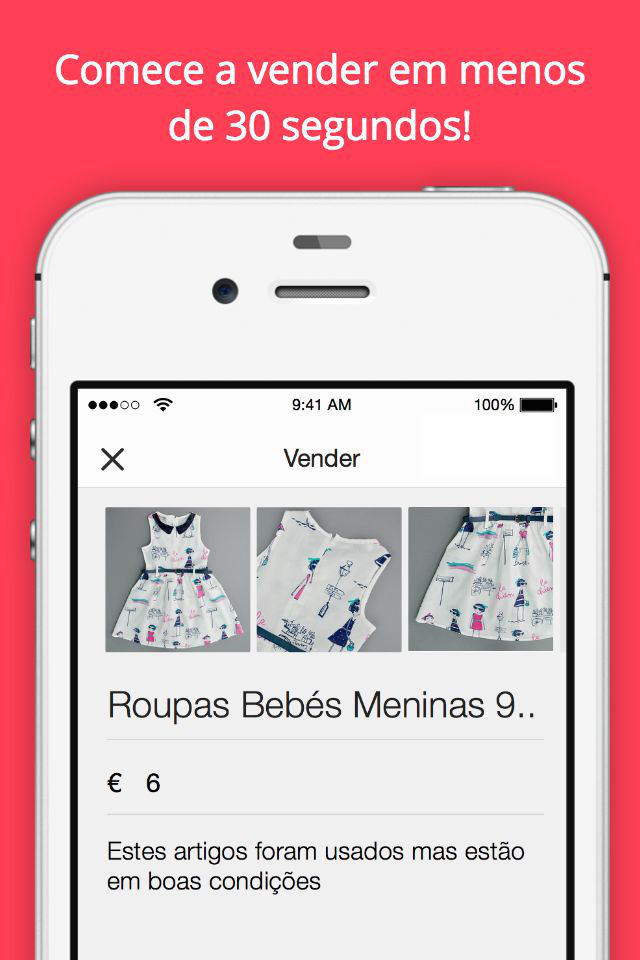 Comece a vender em menos
de 30 segundos!
9:41 AM
100%
Vender
Roupas Bebés Meninas 9..
€ 6
Estes artigos foram usados mas estão
em boas condições